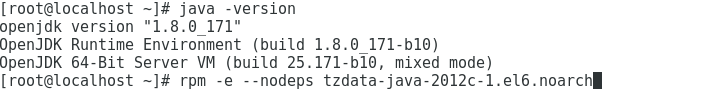 [root@localhost ~]# java -version
openjdk version "1.8.0_171"
OpenJDK Runtime Environment (build 1.8.0_171-b10)
OpenJDK 64-Bit Server VM (build 25.171-b10, mixed mode)
[root@localhost ~]# rpm -e --nodeps tzdata-java-2012c-1.el6.noarch